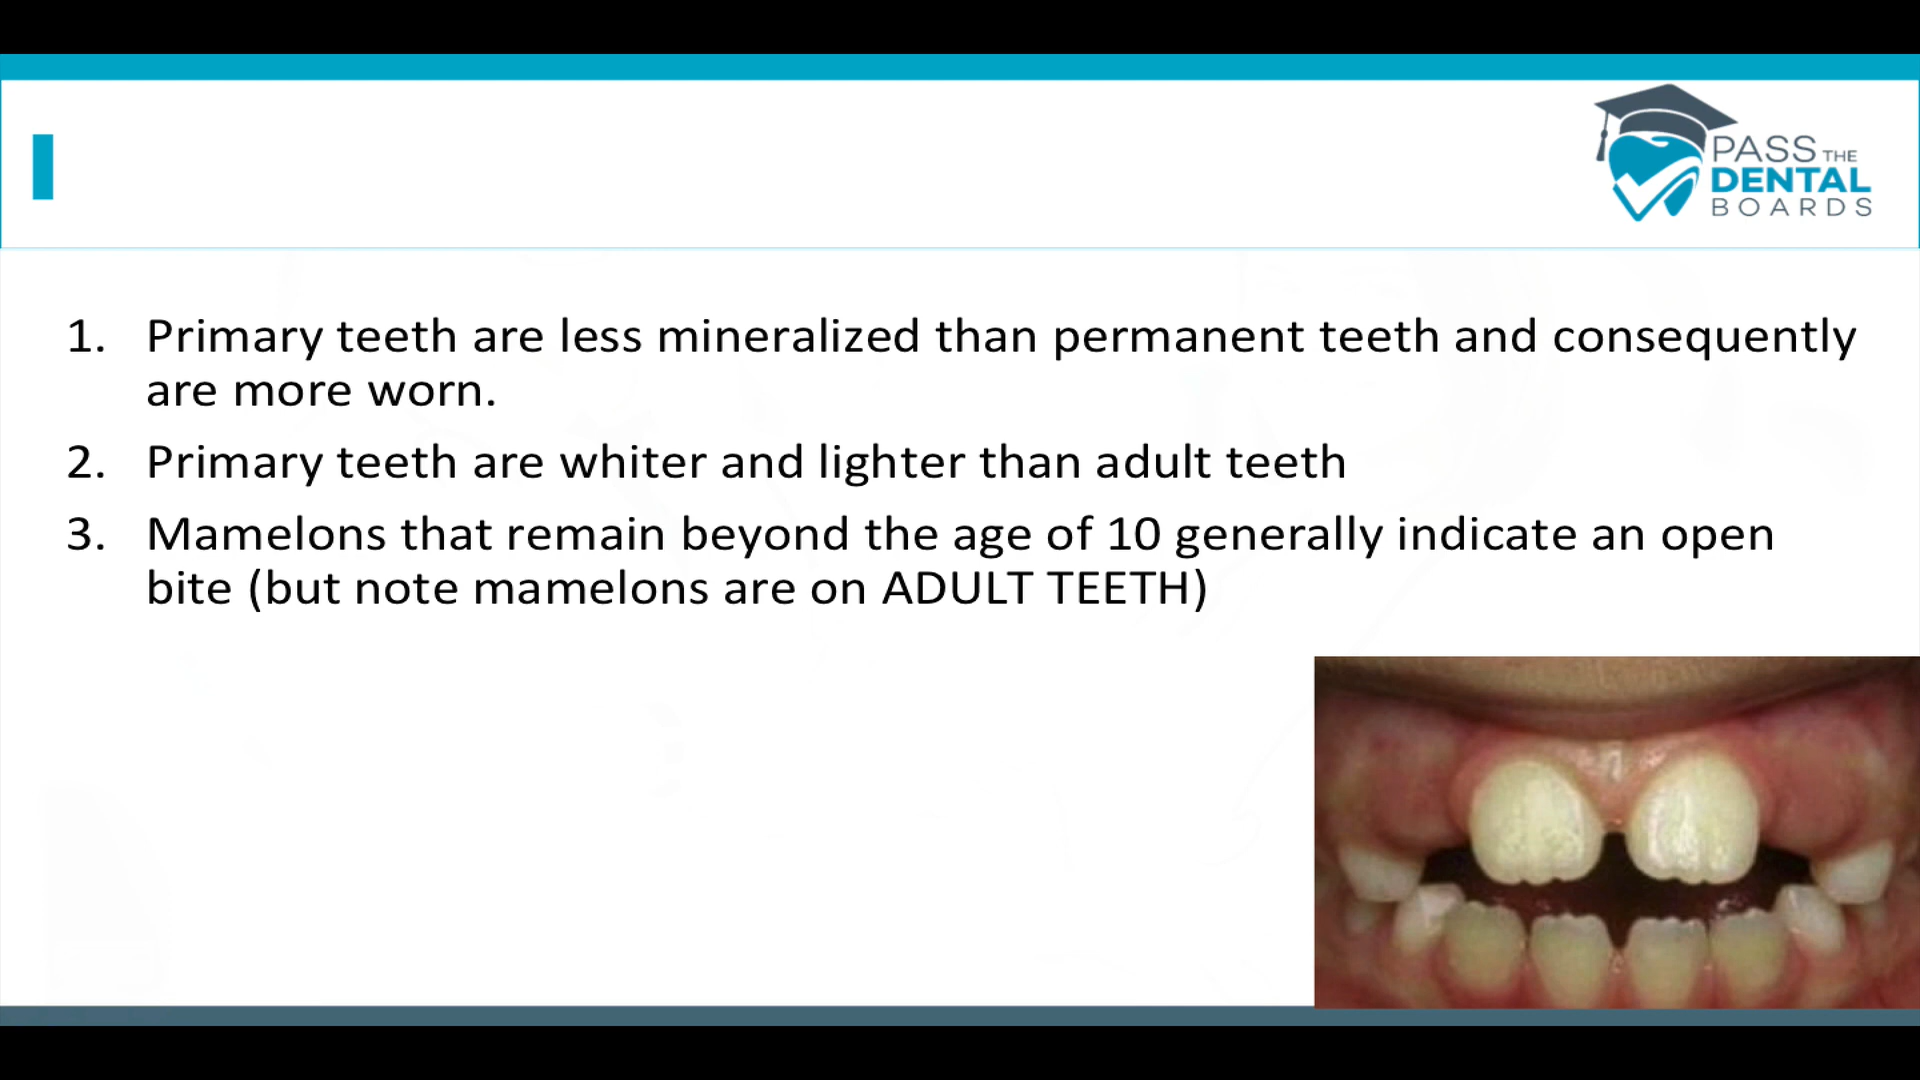 PASS THE
DENTAL
BOARDS
1. Primary teeth are less mineralized than permanent teeth and consequently
are more worn.
2. Primary teeth are whiter and lighter than adult teeth
3. Mamelons that remain beyond the age of 10 generally indicate an open
bite (but note mamelons are on ADULT TEETH)